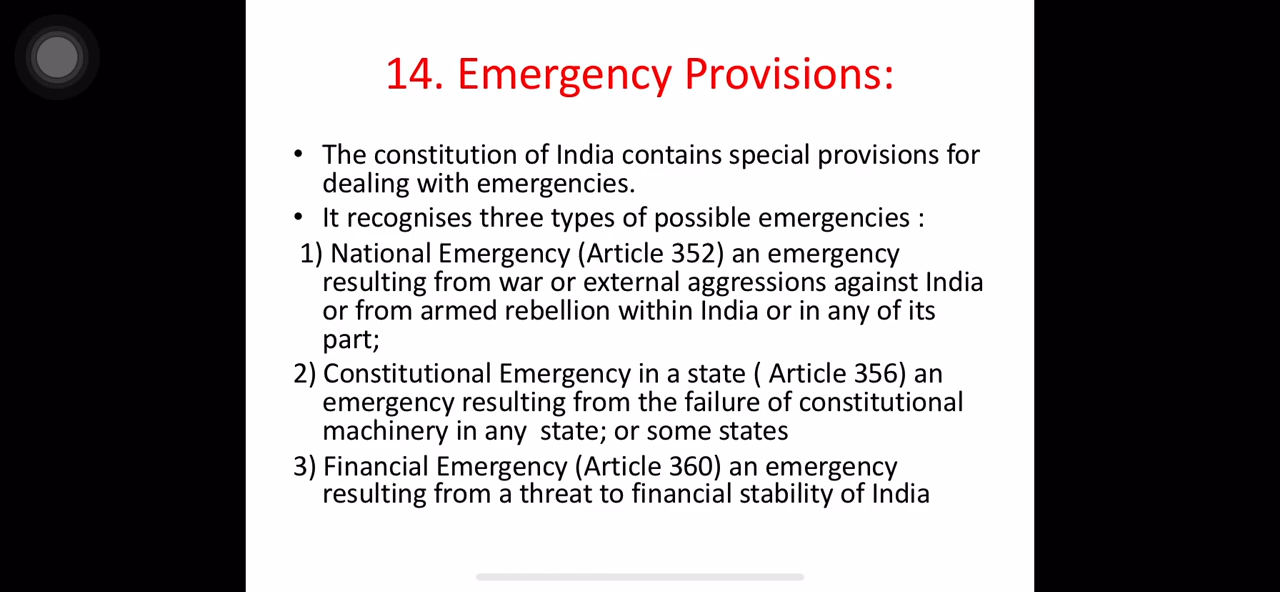 14. Emergency Provisions:
• The constitution of India contains special provisions for
dealing with emergencies.
• It recognises three types of possible emergencies :
1) National Emergency (Article 352) an emergency
resulting from war or external aggressions against India
or from armed rebellion within India or in any of its
part;
2) Constitutional Emergency in a state ( Article 356) an
emergency resulting from the failure of constitutional
machinery in any  state; or some states
3) Financial Emergency (Article 360) an emergency
resulting from a threat to financial stability of India